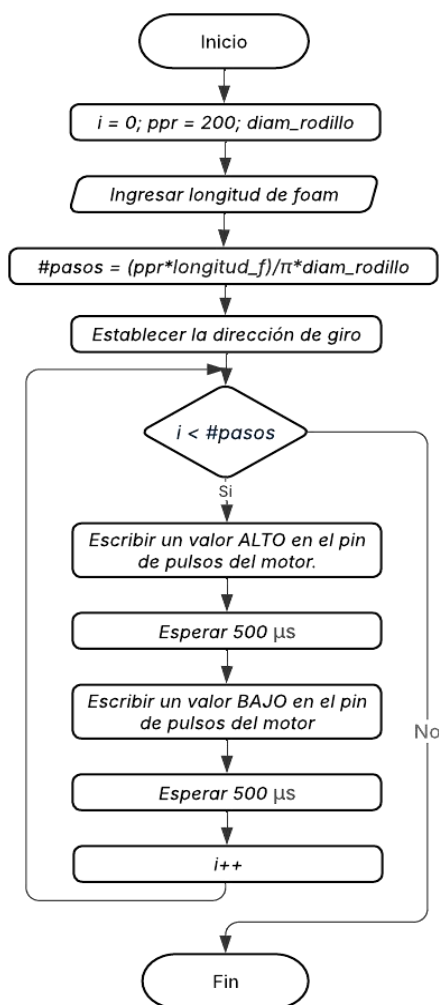 Inicio
i = 0; ppr = 200; diam_rodillo
Ingresar longitud de foam
#pasos = (ppr*longitud_f)/π*diam_rodillo
Establecer la dirección de giro
i < #pasos
Si
Escribir un valor ALTO en el pin
de pulsos del motor.
Esperar 500 µs
Escribir un valor BAJO en el pin
de pulsos del motor
No
Esperar 500 µs
i++
Fin